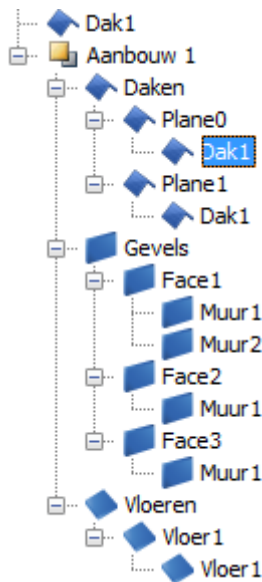 Dak1
Aanbouw 1
Daken
Plane0
Dak1
Plane1
Dak1
Gevels
Face1
Muur1
Muur2
Face2
Muur1
Face3
Muur1
Vloeren
Vloer1
Vloer1